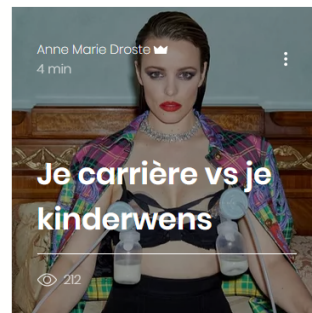 Anne Marie Droste
4 min
Je carrière vs je
kinderwens
212